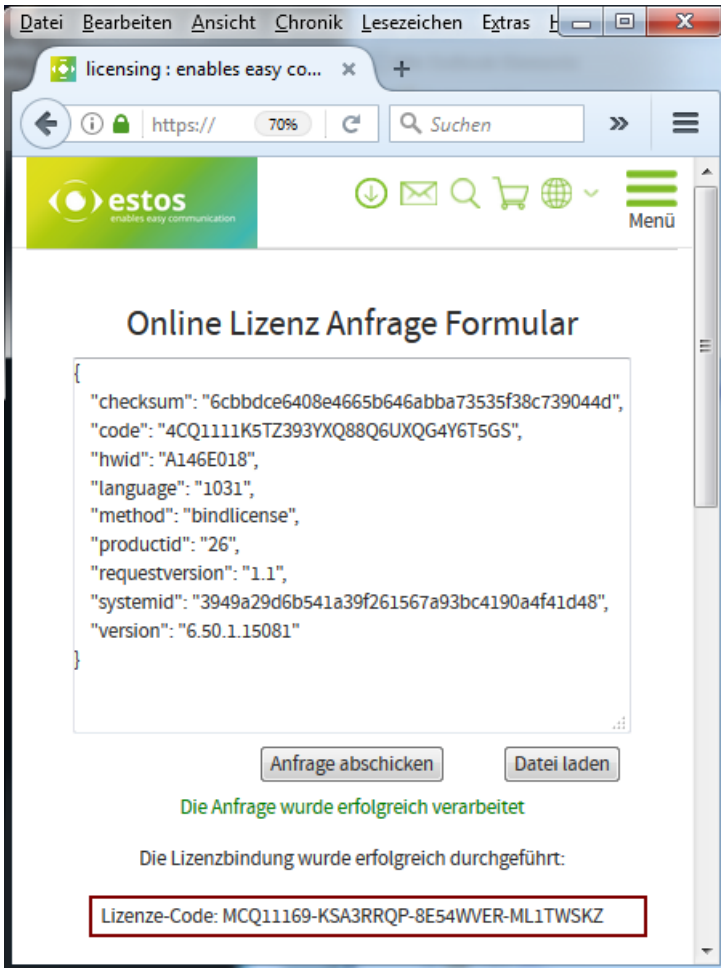 Datei Bearbeiten Ansicht Chronik Lesezeichen Extras H
licensing : enables easy co...
https:// 70% Suchen
estos
enables easy communication
Menü
Online Lizenz Anfrage Formular
{
"checksum": "6cbbdce6408e4665b646abba73535f38c739044d",
"code": "4CQ1111K5TZ393YXQ88Q6UXQG4Y6T5GS",
"hwid": "A146E018",
"language": "1031",
"method": "bindlicense",
"productid": "26",
"requestversion": "1.1",
"systemid": "3949a29d6b541a39f261567a93bc4190a4f41d48",
"version": "6.50.1.15081"
}
Anfrage abschicken Datei laden
Die Anfrage wurde erfolgreich verarbeitet
Die Lizenzbindung wurde erfolgreich durchgeführt:
Lizenze-Code: MCQ11169-KSA3RRQP-8E54WVER-ML1TWSKZ